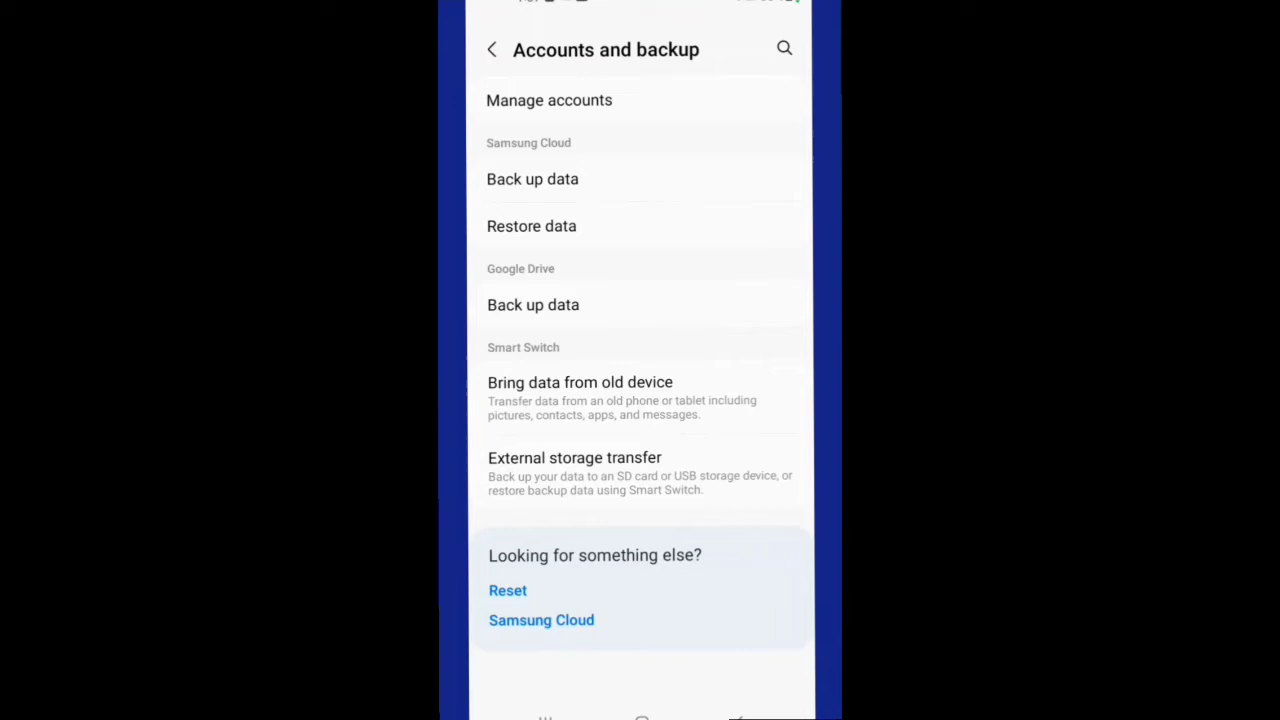 Accounts and backup
Manage accounts
Samsung Cloud
Back up data
Restore data
Google Drive
Back up data
Smart Switch
Bring data from old device
Transfer data from an old phone or tablet including
pictures, contacts, apps, and messages.
External storage transfer
Back up your data to an SD card or USB storage device, or
restore backup data using Smart Switch.
Looking for something else?
Reset
Samsung Cloud